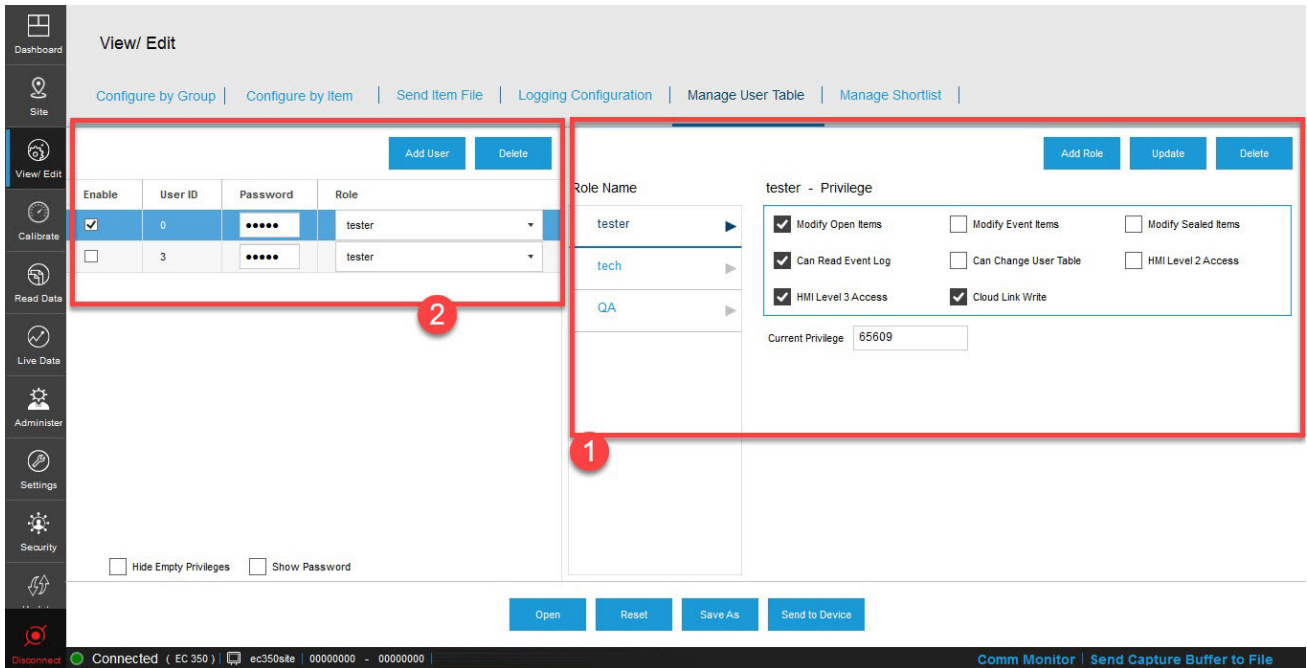 Dashboard
Site
View/ Edit
Calibrate
Read Data
Live Data
Administer
Settings
Security
Disconnect
View/ Edit
Configure by Group | Configure by Item | Send Item File | Logging Configuration | Manage User Table | Manage Shortlist |
Add User Delete
Enable User ID Password Role
0 ••••• tester
3 ••••• tester
2
Hide Empty Privileges Show Password
Add Role Update Delete
Role Name
tester
tech
QA
tester - Privilege
Modify Open Items Modify Event Items Modify Sealed Items
Can Read Event Log Can Change User Table HMI Level 2 Access
HMI Level 3 Access Cloud Link Write
Current Privilege 65609
1
Open Reset Save As Send to Device
Connected ( EC 350 ) | ec350site | 00000000 - 00000000 |
Comm Monitor | Send Capture Buffer to File